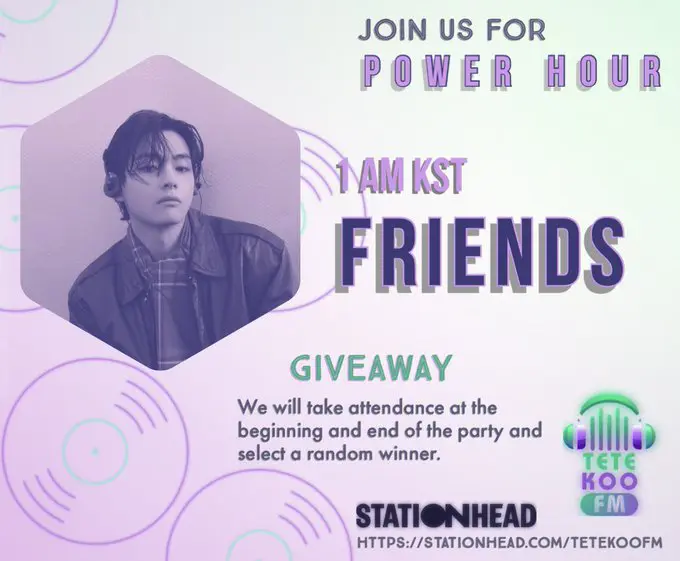 JOIN US FOR
POWER HOUR
1 AM KST
FRIENDS
GIVEAWAY
We will take attendance at the
beginning and end of the party and
select a random winner.
TETE
KOO
FM
STATIONHEAD
HTTPS://STATIONHEAD.COM/TETEKOOFM